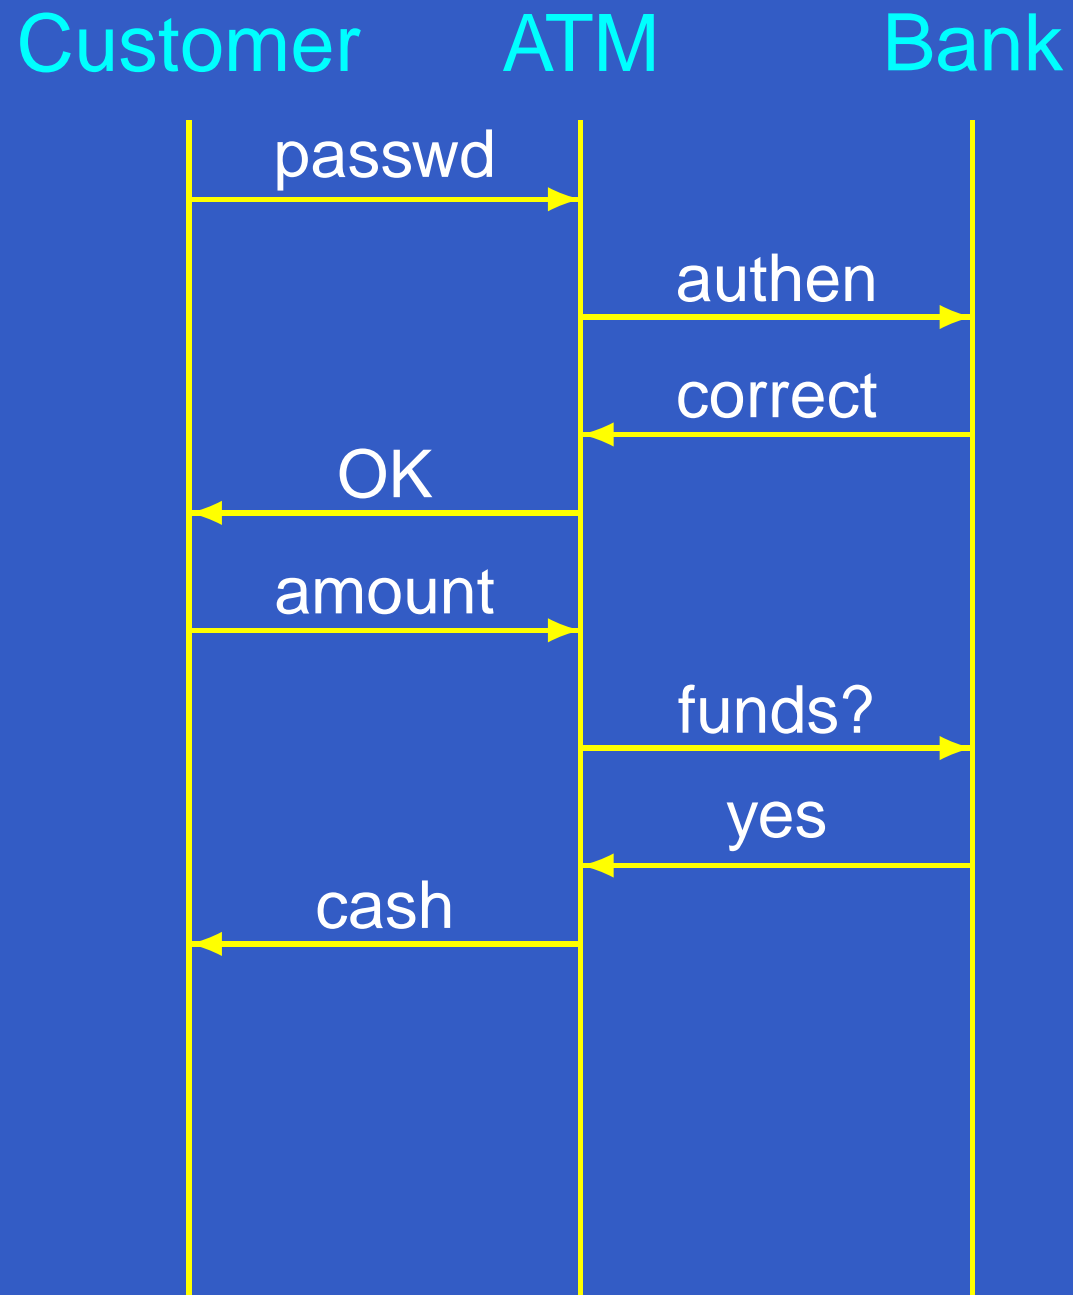 Customer ATM Bank
passwd
authen
correct
OK
amount
funds?
yes
cash